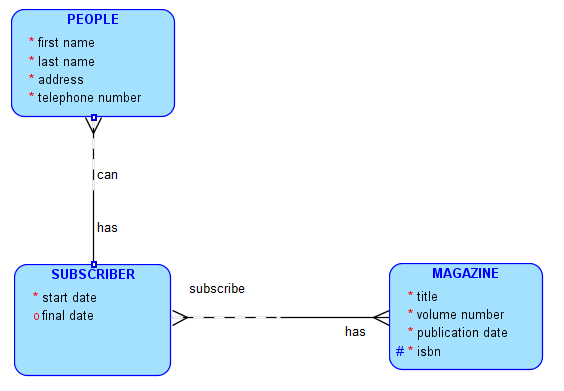 PEOPLE
* first name
* last name
* address
* telephone number
can
has
SUBSCRIBER
* start date
o final date
subscribe
has
MAGAZINE
* title
* volume number
* publication date
# * isbn